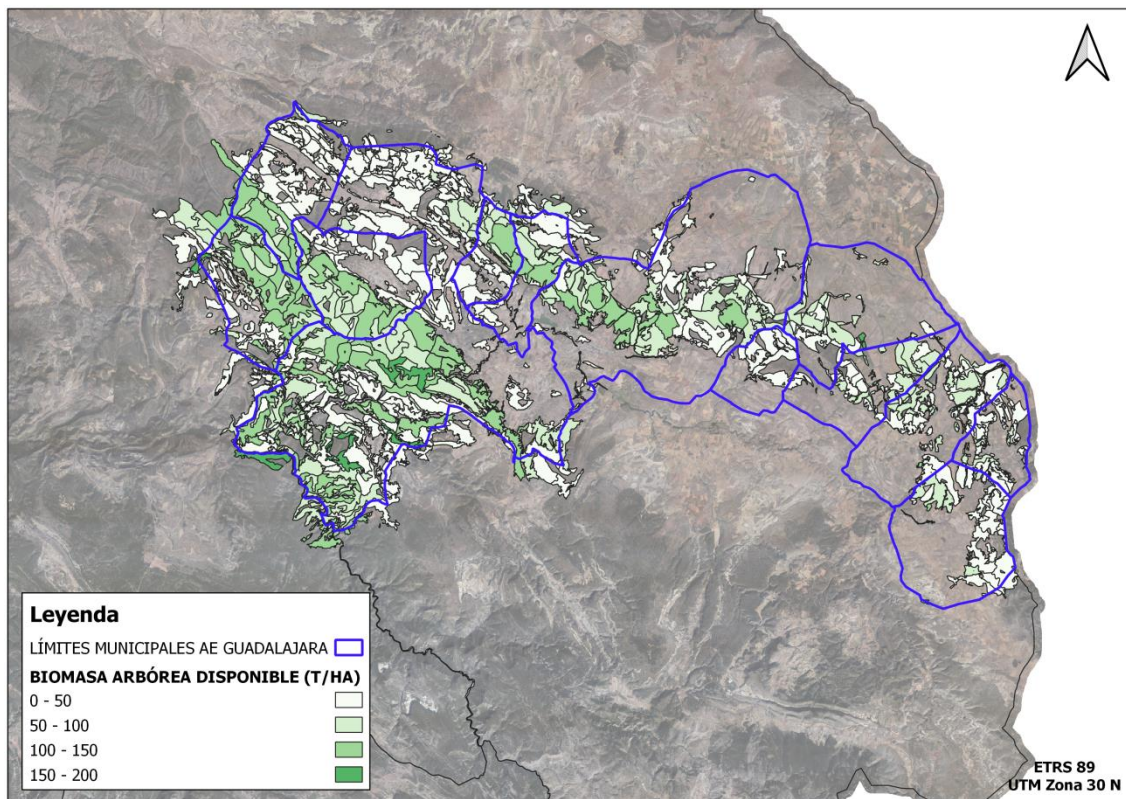 Leyenda
LÍMITES MUNICIPALES AE GUADALAJARA
BIOMASA ARBÓREA DISPONIBLE (T/HA)
0 - 50
50 - 100
100 - 150
150 - 200
ETRS 89
UTM Zona 30 N